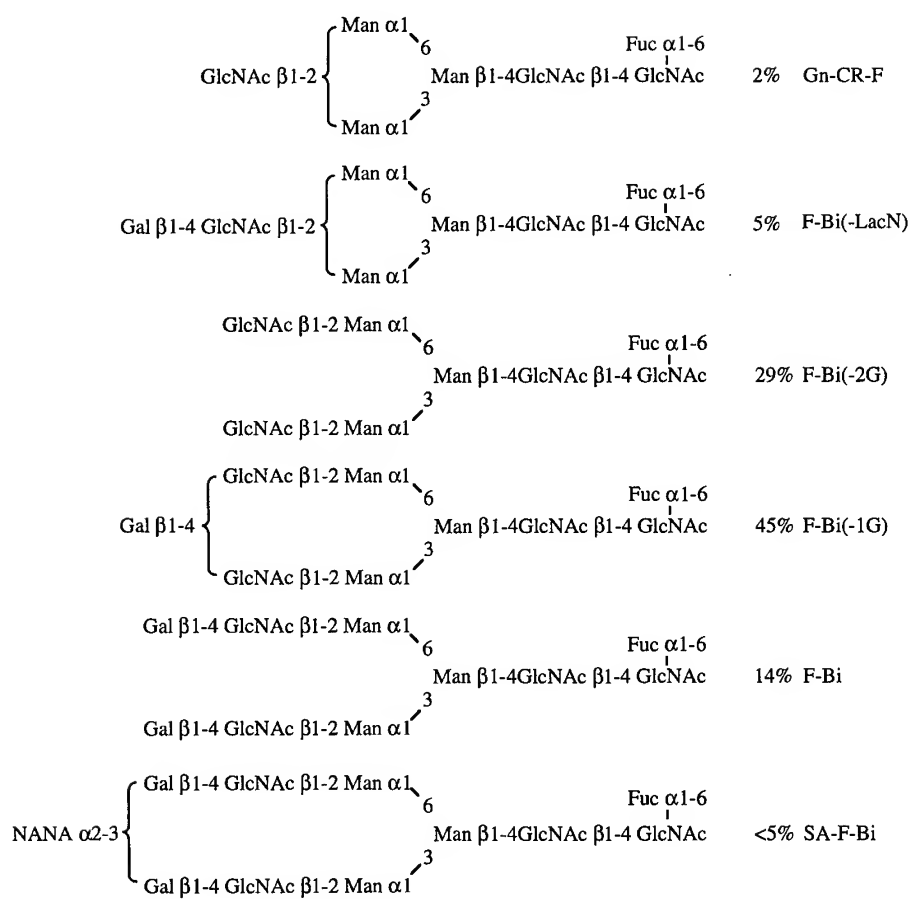 Man α1
6
Fuc α1-6
GlcNAc β1-2
Man β1-4GlcNAc β1-4 GlcNAc 2% Gn-CR-F
3
Man α1
Man α1
6
Fuc α1-6
Gal β1-4 GlcNAc β1-2
Man β1-4GlcNAc β1-4 GlcNAc 5% F-Bi(-LacN)
3
Man α1
GlcNAc β1-2 Man α1
6
Fuc α1-6
Man β1-4GlcNAc β1-4 GlcNAc 29% F-Bi(-2G)
3
GlcNAc β1-2 Man α1
GlcNAc β1-2 Man α1
6
Fuc α1-6
Gal β1-4
Man β1-4GlcNAc β1-4 GlcNAc 45% F-Bi(-1G)
3
GlcNAc β1-2 Man α1
Gal β1-4 GlcNAc β1-2 Man α1
6
Fuc α1-6
Man β1-4GlcNAc β1-4 GlcNAc 14% F-Bi
3
Gal β1-4 GlcNAc β1-2 Man α1
Gal β1-4 GlcNAc β1-2 Man α1
6
Fuc α1-6
NANA α2-3
Man β1-4GlcNAc β1-4 GlcNAc <5% SA-F-Bi
3
Gal β1-4 GlcNAc β1-2 Man α1